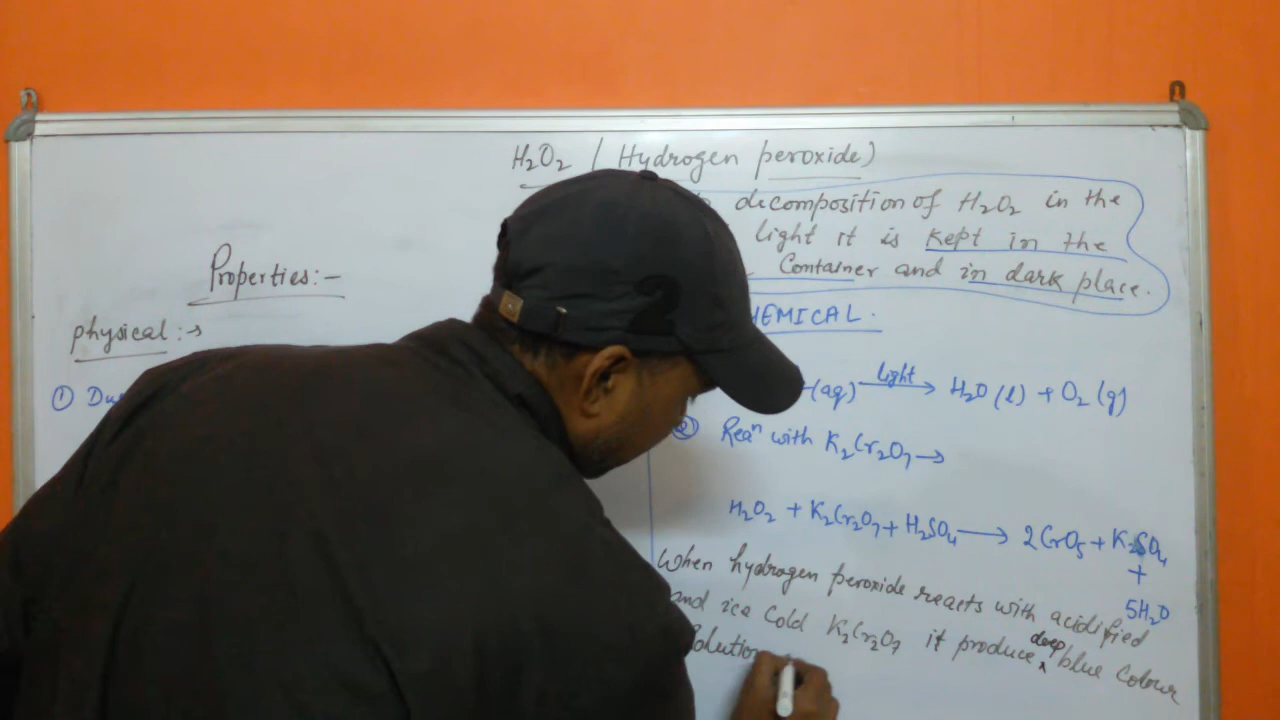 H₂O₂ (Hydrogen peroxide)
decomposition of H₂O₂ in the
light it is kept in the
Container and in dark place.
Properties:-
physical:→
① Du
HEMICAL.
(aq) light → H₂O(l) + O₂(g)
② Reaⁿ with K₂Cr₂O₇→
H₂O₂ + K₂Cr₂O₇ + H₂SO₄ → 2CrO₅ + K₂SO₄
+
5H₂O
When hydrogen peroxide reacts with acidified
and ice cold K₂Cr₂O₇ it produce deep blue colour
Solution